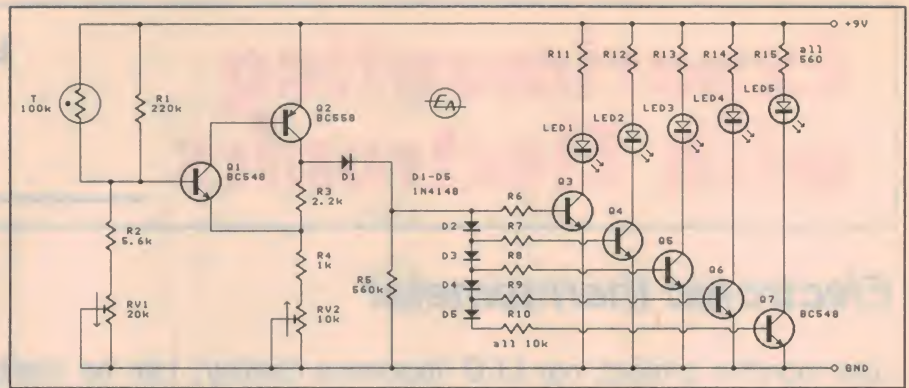 +9V
R11
R12
R13
R14
R15
all
560
T
100k
R1
220k
Q2
BC558
EA
LED1
LED2
LED3
LED4
LED5
Q1
BC548
D1
D1-D5
1N4148
R3
2.2k
R6
Q3
R2
5.6k
D2
R7
Q4
D3
R8
Q5
R4
1k
R5
560k
D4
R9
Q6
RV1
20k
RV2
10k
D5
R10
Q7
BC548
all 10k
GND